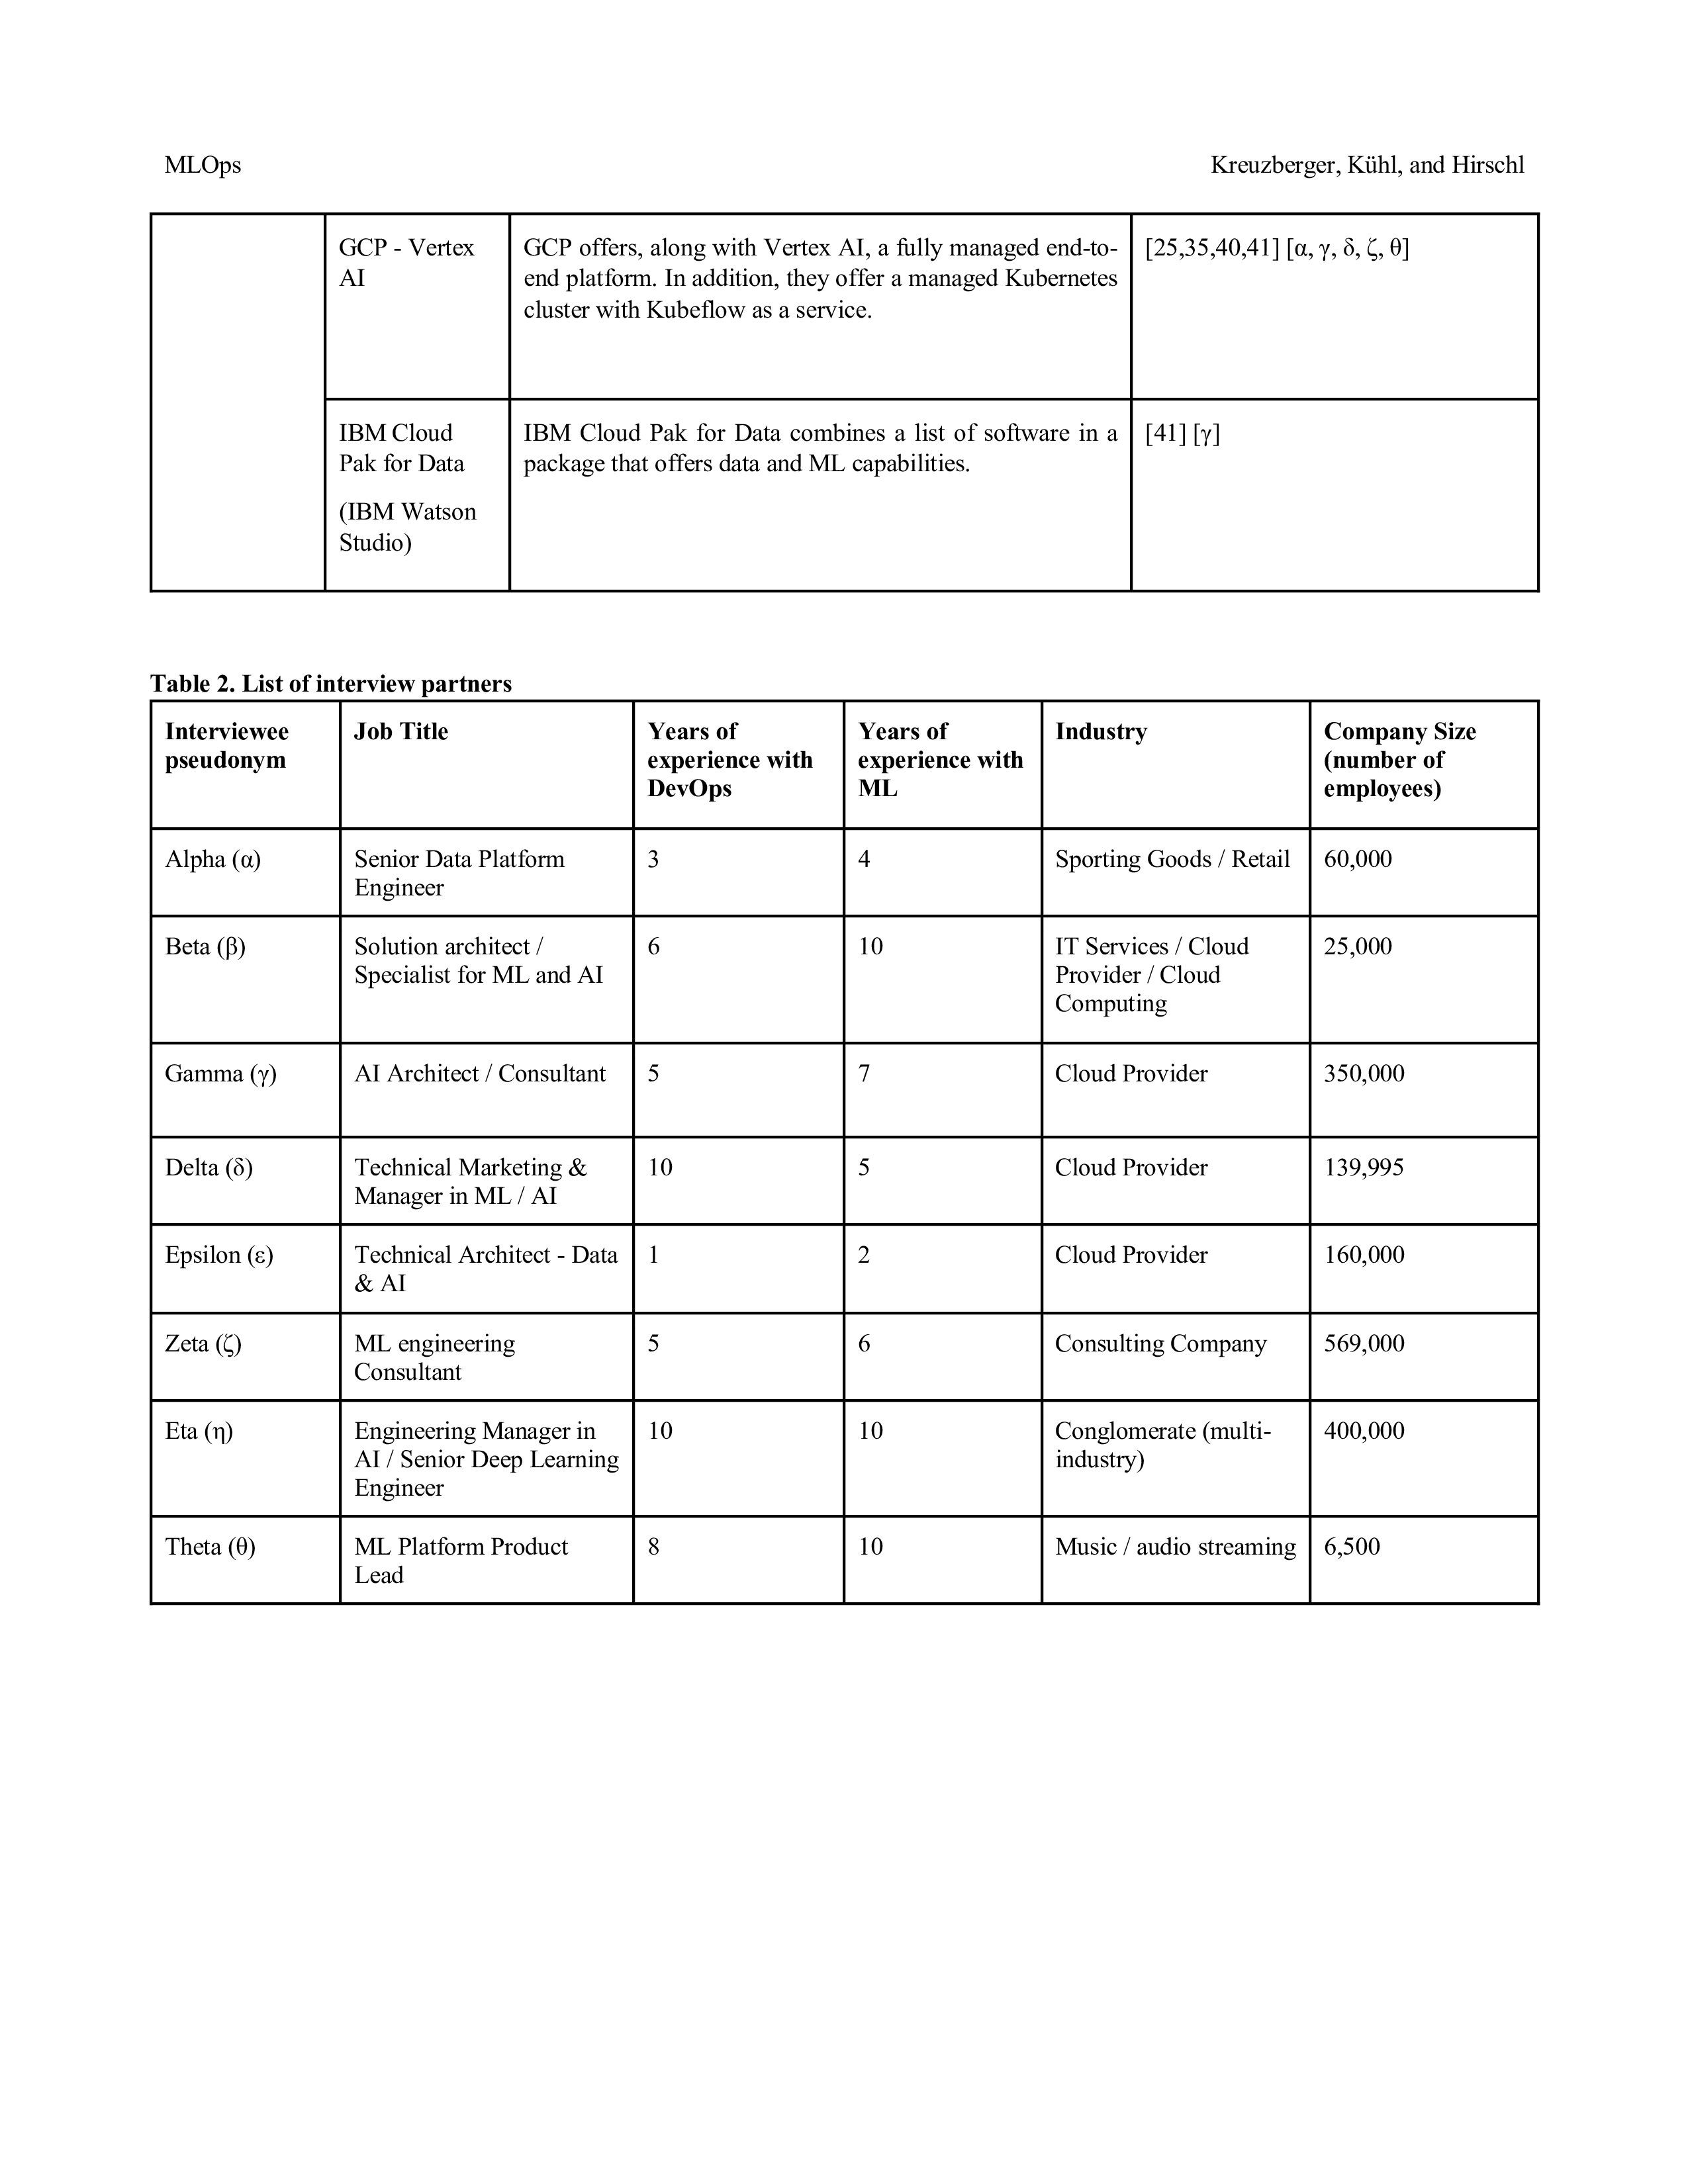 MLOps
Kreuzberger, Kühl, and Hirschl
GCP - Vertex
AI
GCP offers, along with Vertex AI, a fully managed end-to-
end platform. In addition, they offer a managed Kubernetes
cluster with Kubeflow as a service.
[25,35,40,41] [α, γ, δ, ζ, θ]
IBM Cloud
Pak for Data
(IBM Watson
Studio)
IBM Cloud Pak for Data combines a list of software in a
package that offers data and ML capabilities.
[41] [γ]
Table 2. List of interview partners
Interviewee
pseudonym
Job Title
Years of
experience with
DevOps
Years of
experience with
ML
Industry
Company Size
(number of
employees)
Alpha (α)
Senior Data Platform
Engineer
3
4
Sporting Goods / Retail
60,000
Beta (β)
Solution architect /
Specialist for ML and AI
6
10
IT Services / Cloud
Provider / Cloud
Computing
25,000
Gamma (γ)
AI Architect / Consultant
5
7
Cloud Provider
350,000
Delta (δ)
Technical Marketing &
Manager in ML / AI
10
5
Cloud Provider
139,995
Epsilon (ε)
Technical Architect - Data
& AI
1
2
Cloud Provider
160,000
Zeta (ζ)
ML engineering
Consultant
5
6
Consulting Company
569,000
Eta (η)
Engineering Manager in
AI / Senior Deep Learning
Engineer
10
10
Conglomerate (multi-
industry)
400,000
Theta (θ)
ML Platform Product
Lead
8
10
Music / audio streaming
6,500